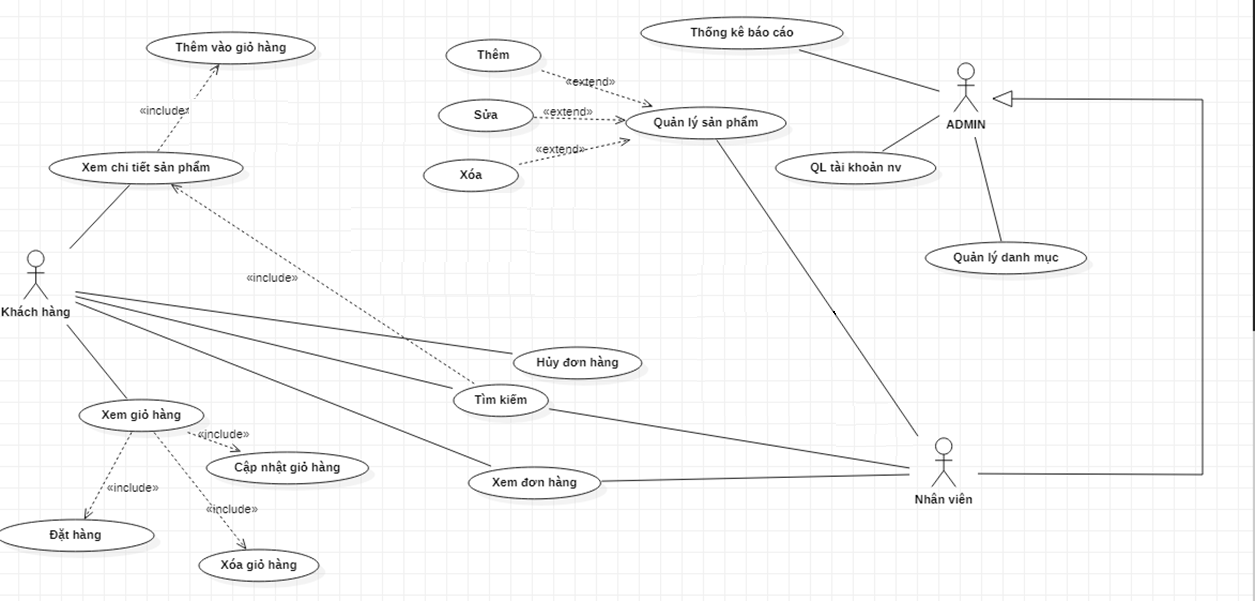 Thống kê báo cáo
Thêm vào giỏ hàng
Thêm
«extend»
«include»
Sửa
«extend»
Quản lý sản phẩm
ADMIN
«extend»
Xem chi tiết sản phẩm
Xóa
QL tài khoản nv
Quản lý danh mục
«include»
Khách hàng
Hủy đơn hàng
Tìm kiếm
Xem giỏ hàng
«include»
Cập nhật giỏ hàng
Xem đơn hàng
«include»
Nhân viên
«include»
Đặt hàng
Xóa giỏ hàng